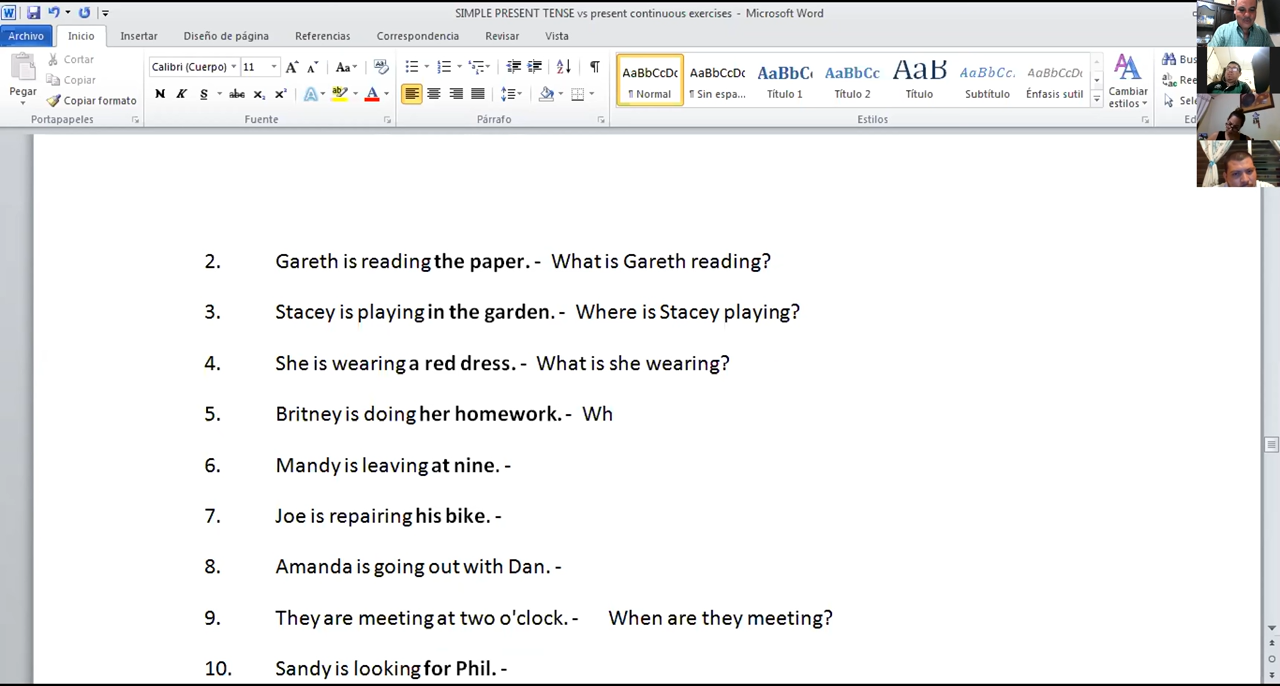 SIMPLE PRESENT TENSE vs present continuous exercises - Microsoft Word
Archivo Inicio Insertar Diseño de página Referencias Correspondencia Revisar Vista
Pegar
Cortar
Copiar
Copiar formato
Portapapeles
Calibri (Cuerpo) 11
N K S abc x₂ x²
Fuente
Párrafo
AaBbCcDc AaBbCcDc AaBbC AaBbCc AaB AaBbCc. AaBbCcDc
¶ Normal ¶ Sin espa... Título 1 Título 2 Título Subtítulo Énfasis sutil
Cambiar estilos
Estilos
2. Gareth is reading the paper. - What is Gareth reading?
3. Stacey is playing in the garden. - Where is Stacey playing?
4. She is wearing a red dress. - What is she wearing?
5. Britney is doing her homework. - Wh
6. Mandy is leaving at nine. -
7. Joe is repairing his bike. -
8. Amanda is going out with Dan. -
9. They are meeting at two o'clock. - When are they meeting?
10. Sandy is looking for Phil. -